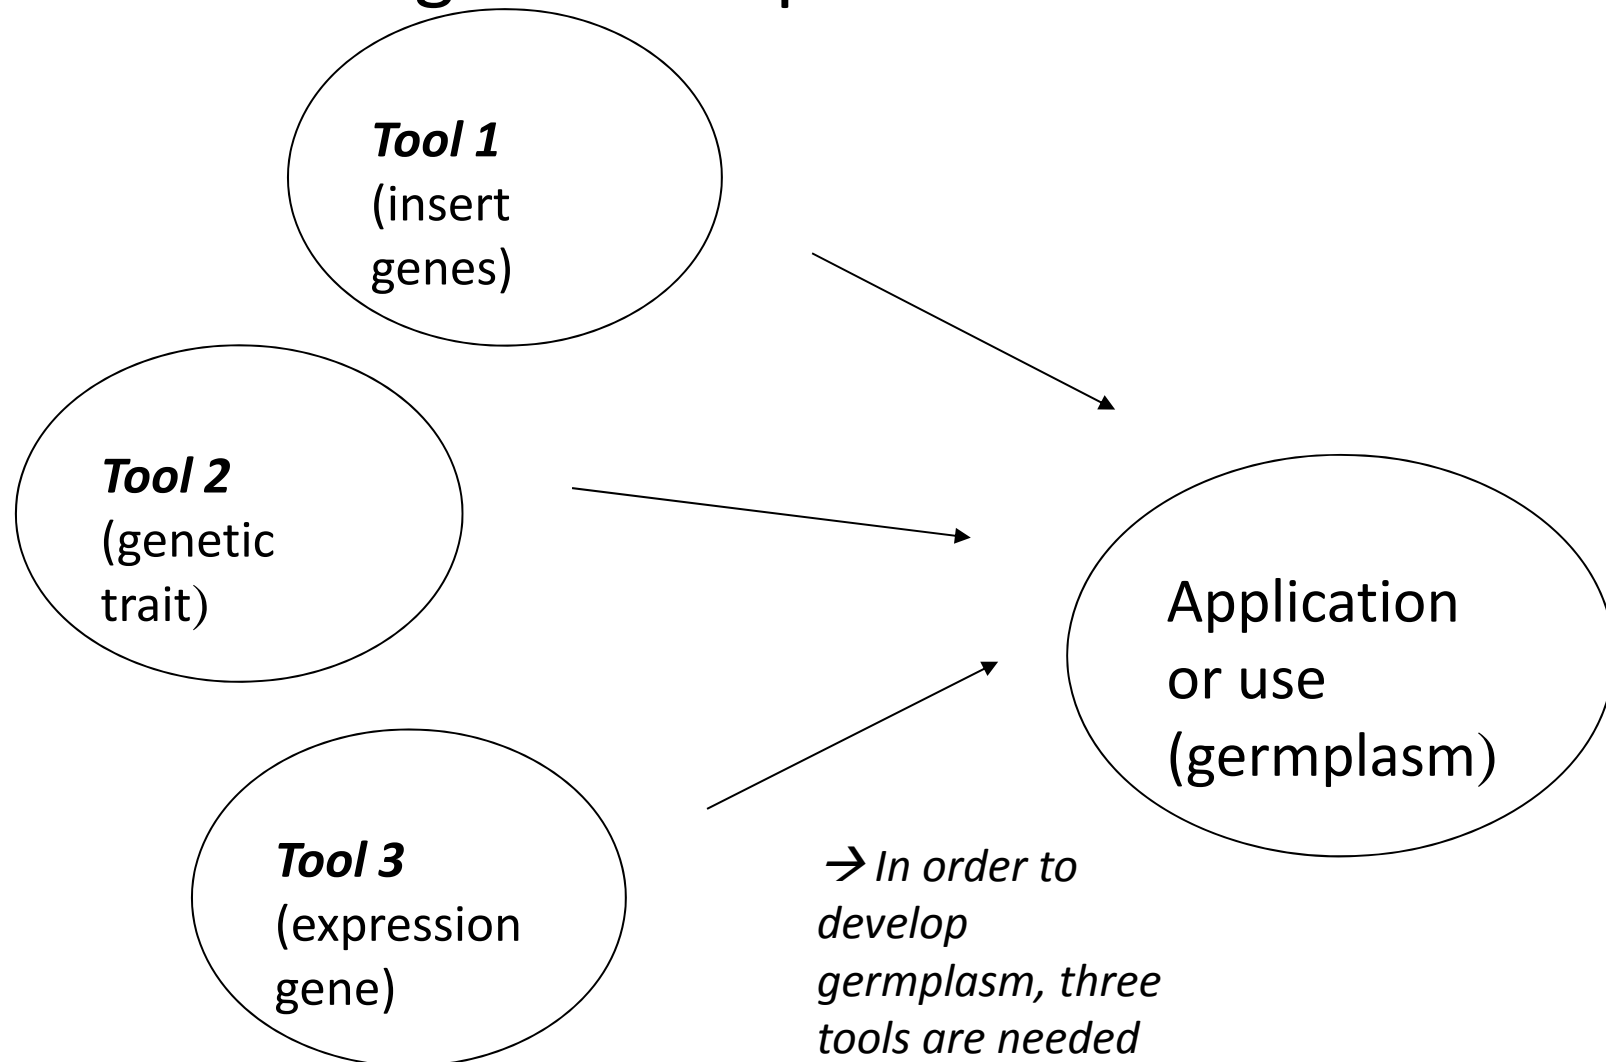 Tool 1
(insert
genes)
Tool 2
(genetic
trait)
Application
or use
(germplasm)
Tool 3
(expression
gene)
→ In order to
develop
germplasm, three
tools are needed